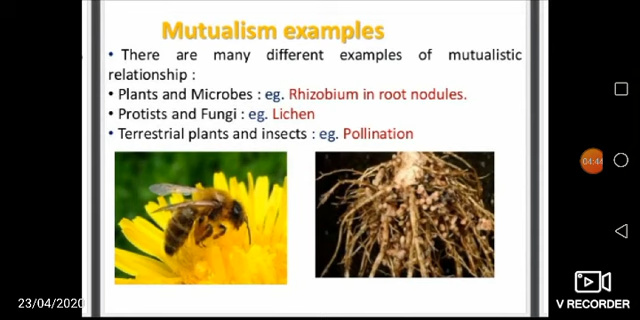 Mutualism examples
• There are many different examples of mutualistic
relationship :
• Plants and Microbes : eg. Rhizobium in root nodules.
• Protists and Fungi : eg. Lichen
• Terrestrial plants and insects : eg. Pollination
04:44
23/04/2020
V RECORDER